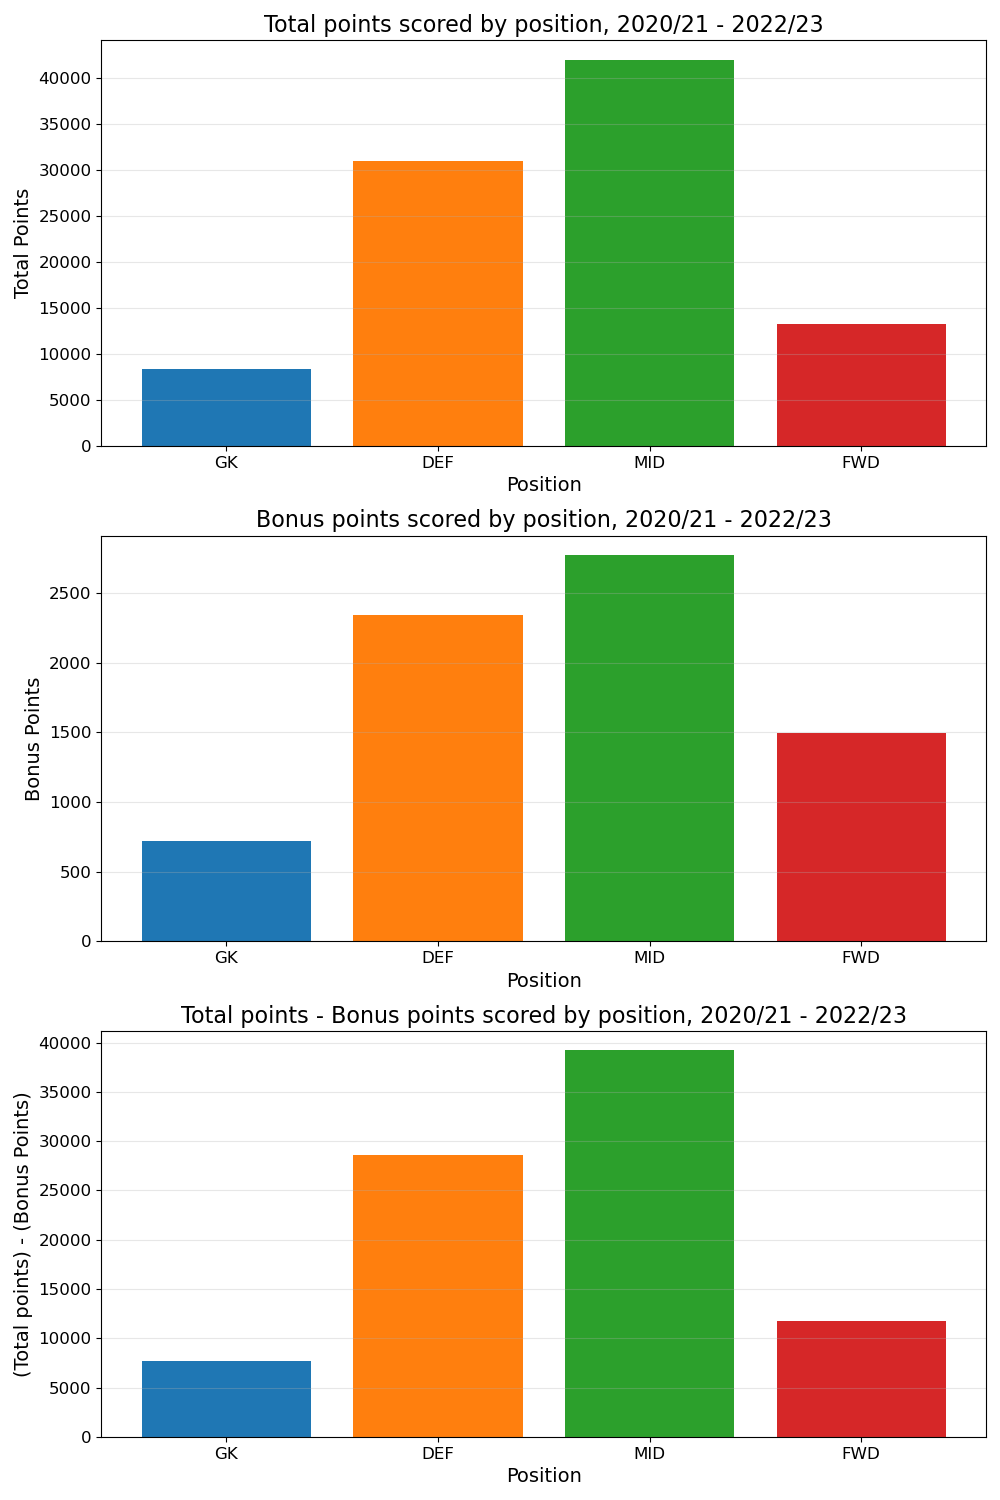 Total points scored by position, 2020/21 - 2022/23
Total Points
40000
35000
30000
25000
20000
15000
10000
5000
0
GK DEF MID FWD
Position
Bonus points scored by position, 2020/21 - 2022/23
Bonus Points
2500
2000
1500
1000
500
0
GK DEF MID FWD
Position
Total points - Bonus points scored by position, 2020/21 - 2022/23
(Total points) - (Bonus Points)
40000
35000
30000
25000
20000
15000
10000
5000
0
GK DEF MID FWD
Position